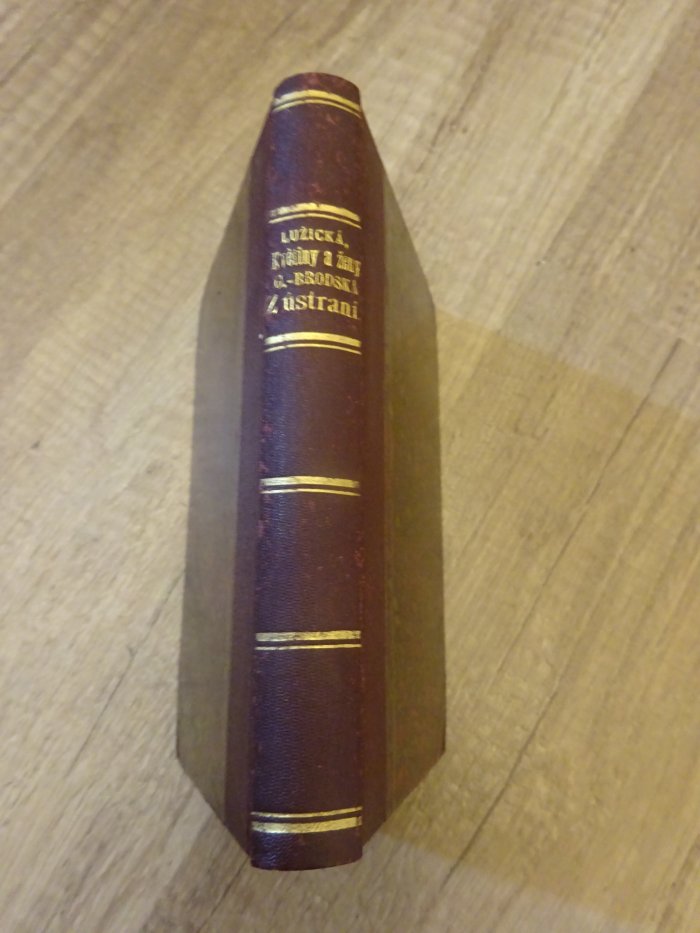 LUŽICKÁ,
Květiny a ženy
G.-BRODSKÁ
Z ústraní